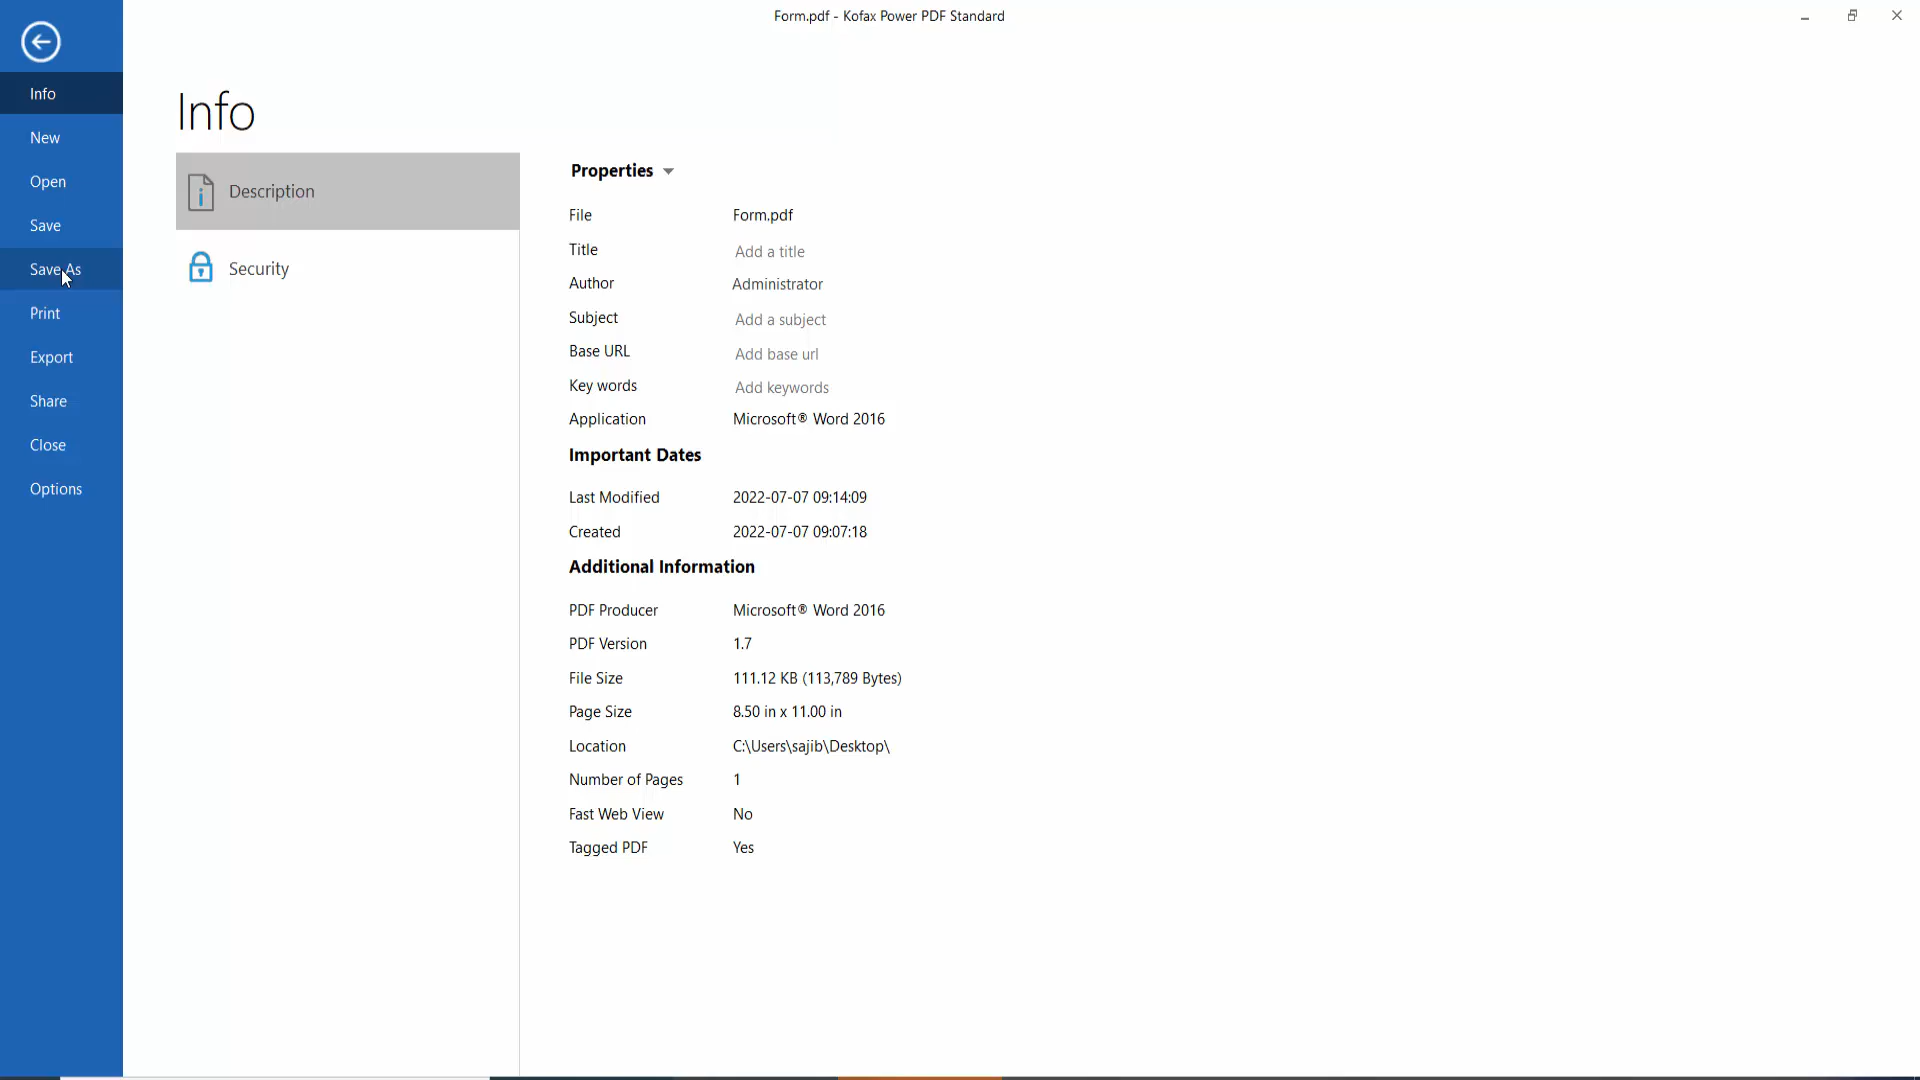 Form.pdf - Kofax Power PDF Standard
Info
New
Open
Save
Save As
Print
Export
Share
Close
Options
Info
Description
Security
Properties
File Form.pdf
Title Add a title
Author Administrator
Subject Add a subject
Base URL Add base url
Key words Add keywords
Application Microsoft® Word 2016
Important Dates
Last Modified 2022-07-07 09:14:09
Created 2022-07-07 09:07:18
Additional Information
PDF Producer Microsoft® Word 2016
PDF Version 1.7
File Size 111.12 KB (113,789 Bytes)
Page Size 8.50 in x 11.00 in
Location C:\Users\sajib\Desktop\
Number of Pages 1
Fast Web View No
Tagged PDF Yes